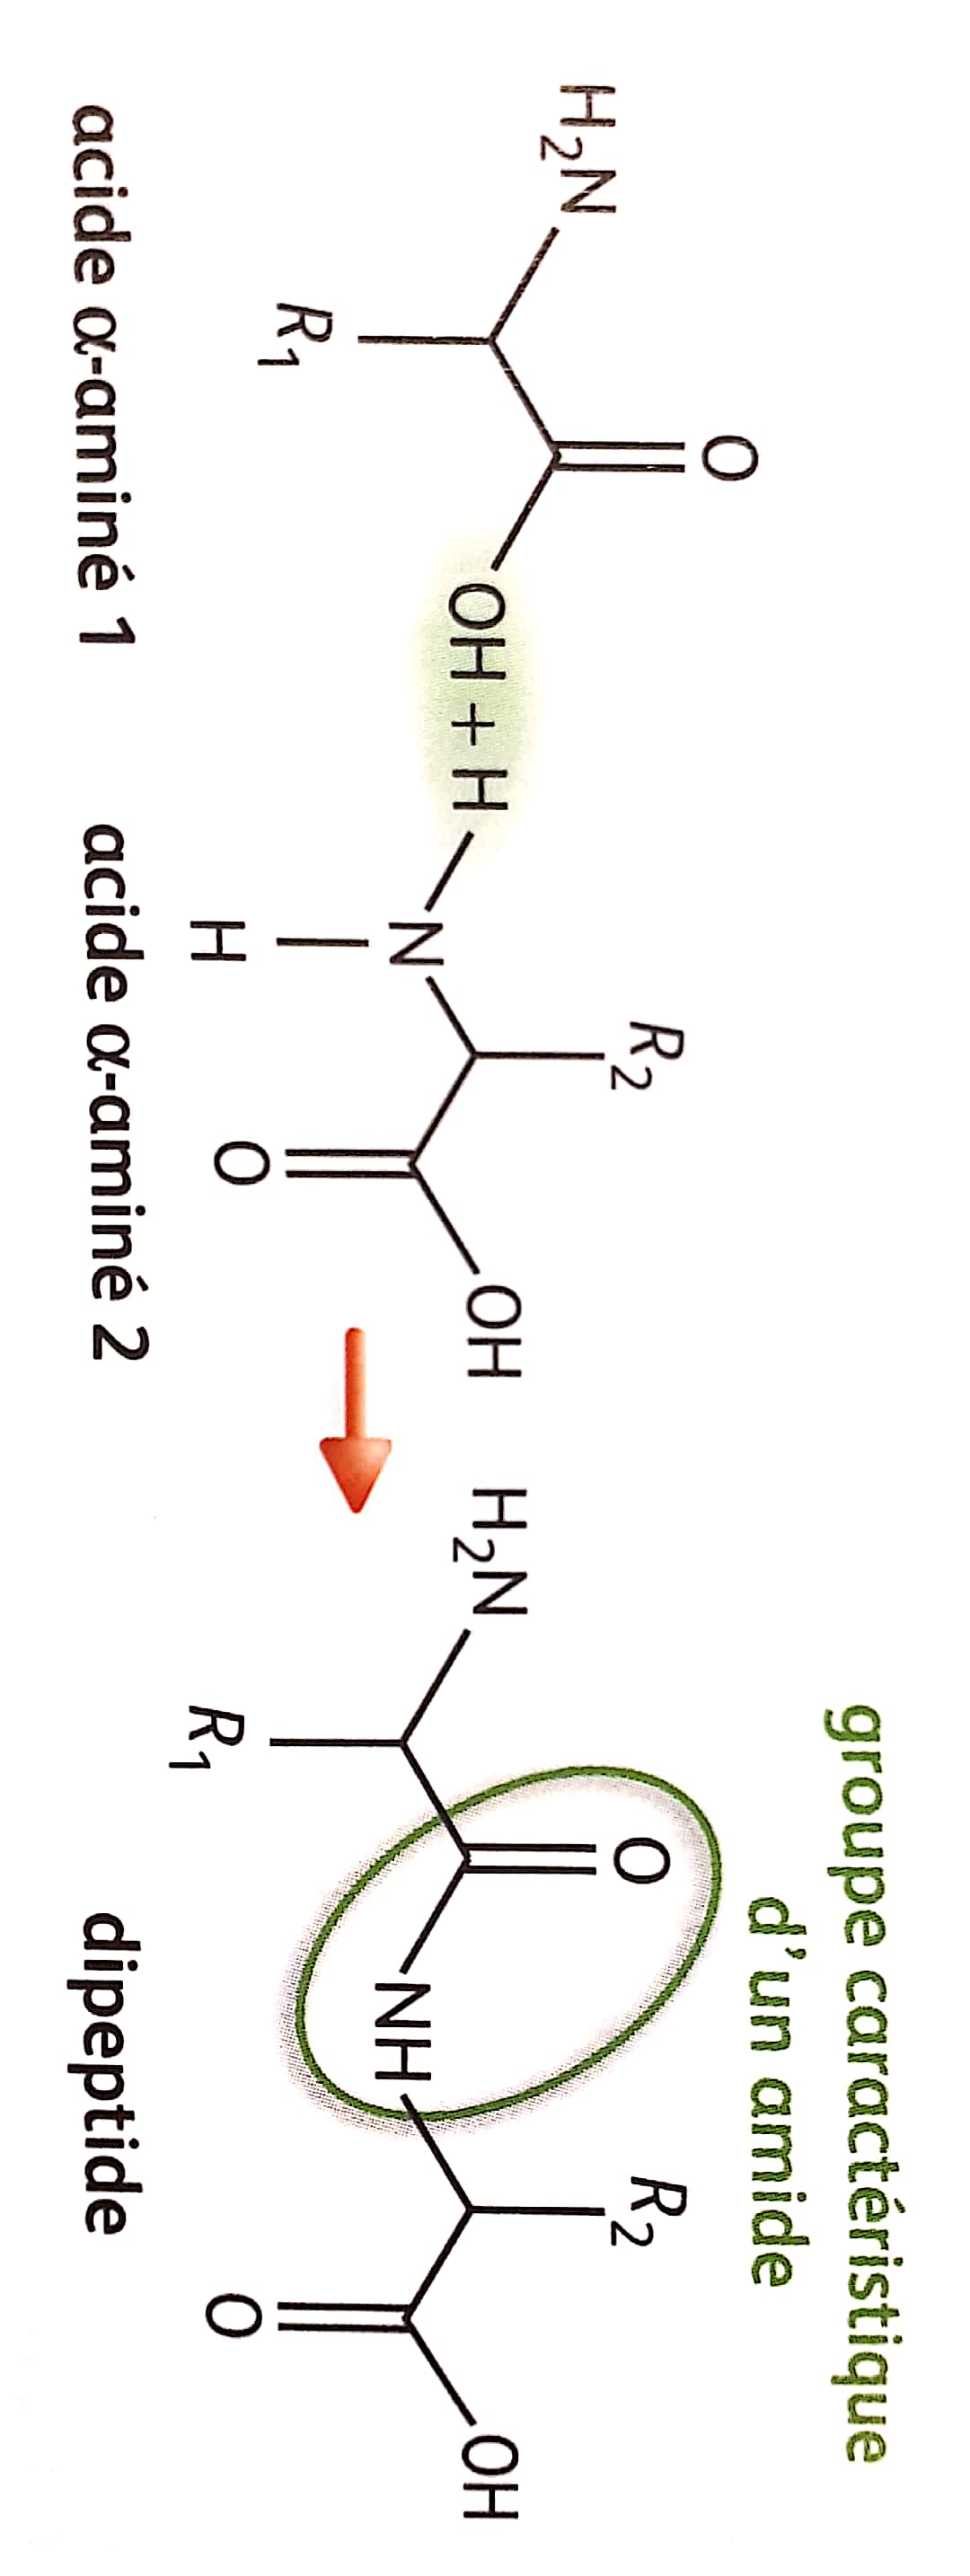 groupe caractéristique
d'un amide
H₂N
R₁
O
OH + H
N
H
R₂
O
OH
H₂N
R₁
O
NH
R₂
O
OH
acide α-aminé 1
acide α-aminé 2
dipeptide